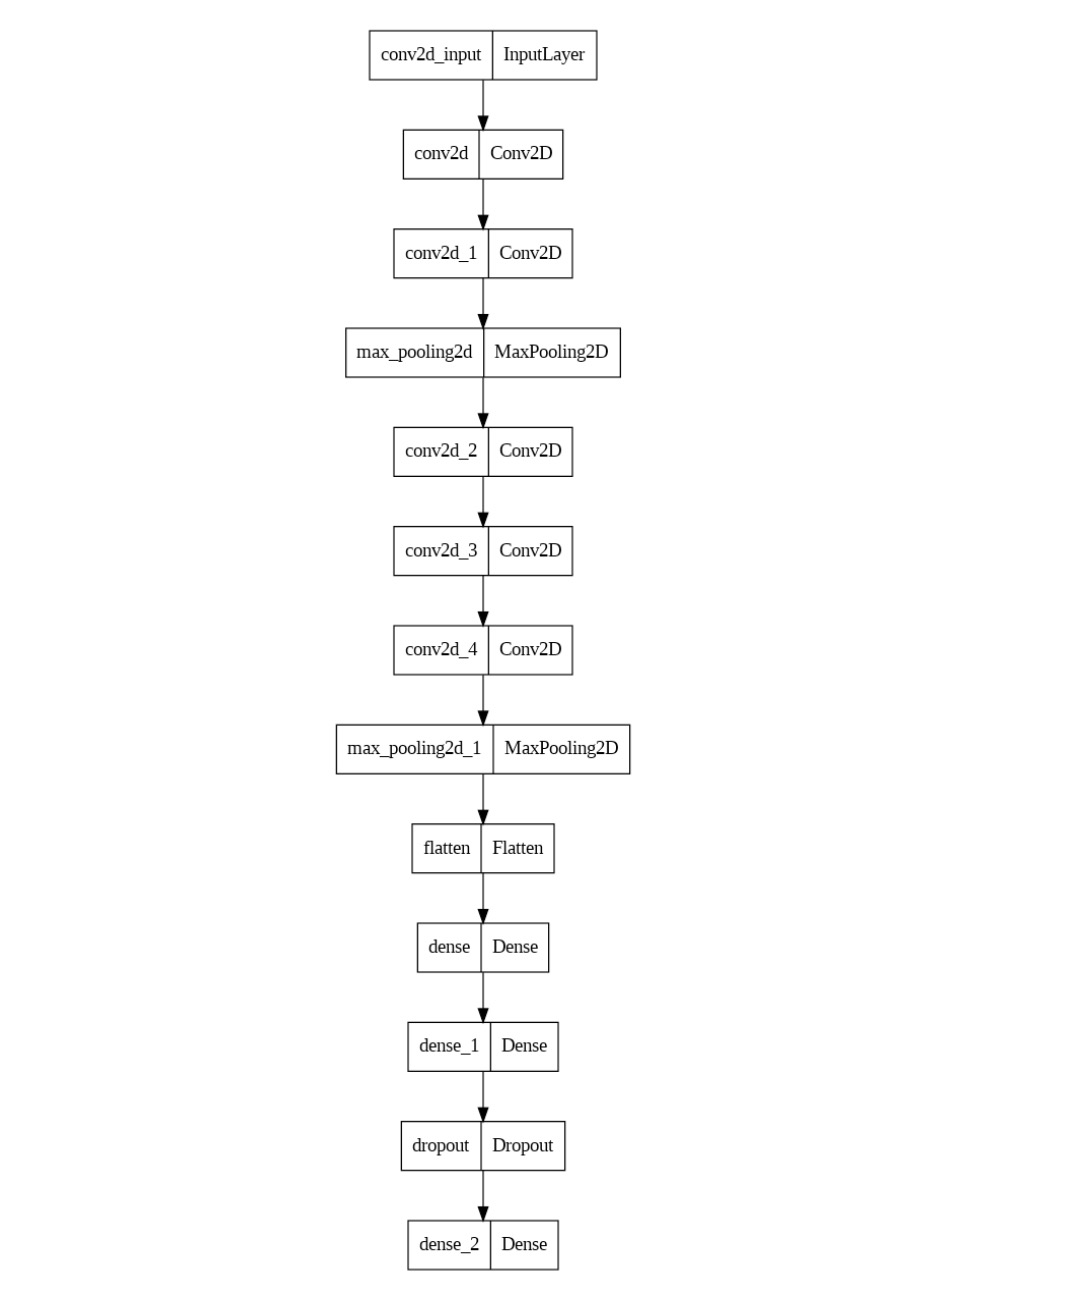 conv2d_input InputLayer
conv2d Conv2D
conv2d_1 Conv2D
max_pooling2d MaxPooling2D
conv2d_2 Conv2D
conv2d_3 Conv2D
conv2d_4 Conv2D
max_pooling2d_1 MaxPooling2D
flatten Flatten
dense Dense
dense_1 Dense
dropout Dropout
dense_2 Dense